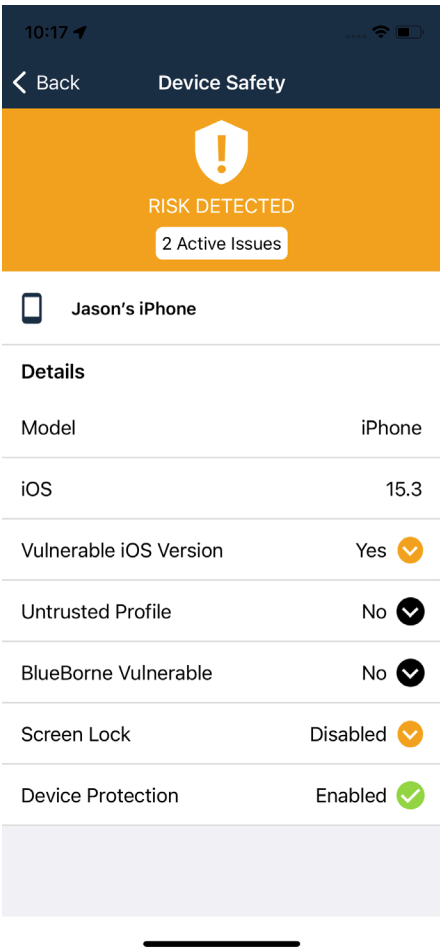 10:17
Back Device Safety
RISK DETECTED
2 Active Issues
Jason’s iPhone
Details
Model iPhone
iOS 15.3
Vulnerable iOS Version Yes
Untrusted Profile No
BlueBorne Vulnerable No
Screen Lock Disabled
Device Protection Enabled